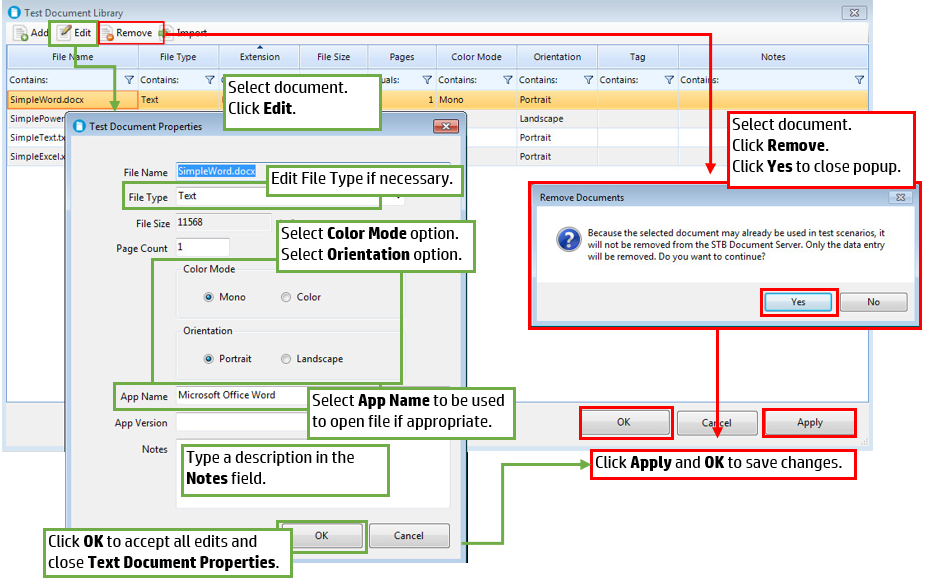 Test Document Library
Add Edit Remove Import
File Name File Type Extension File Size Pages Color Mode Orientation Tag Notes
Contains: Contains: Contains: Contains: Contains: Contains:
SimpleWord.docx Text 1 Mono Portrait
SimplePower Landscape
SimpleText.tx Portrait
SimpleExcel.x Portrait
Select document.
Click Edit.
Select document.
Click Remove.
Click Yes to close popup.
Test Document Properties
File Name SimpleWord.docx
Edit File Type if necessary.
File Type Text
File Size 11568
Page Count 1
Select Color Mode option.
Select Orientation option.
Color Mode
Mono Color
Orientation
Portrait Landscape
App Name Microsoft Office Word
Select App Name to be used
to open file if appropriate.
App Version
Notes
Type a description in the
Notes field.
OK Cancel
Click OK to accept all edits and
close Text Document Properties.
Remove Documents
Because the selected document may already be used in test scenarios, it
will not be removed from the STB Document Server. Only the data entry
will be removed. Do you want to continue?
Yes No
OK Cancel Apply
Click Apply and OK to save changes.